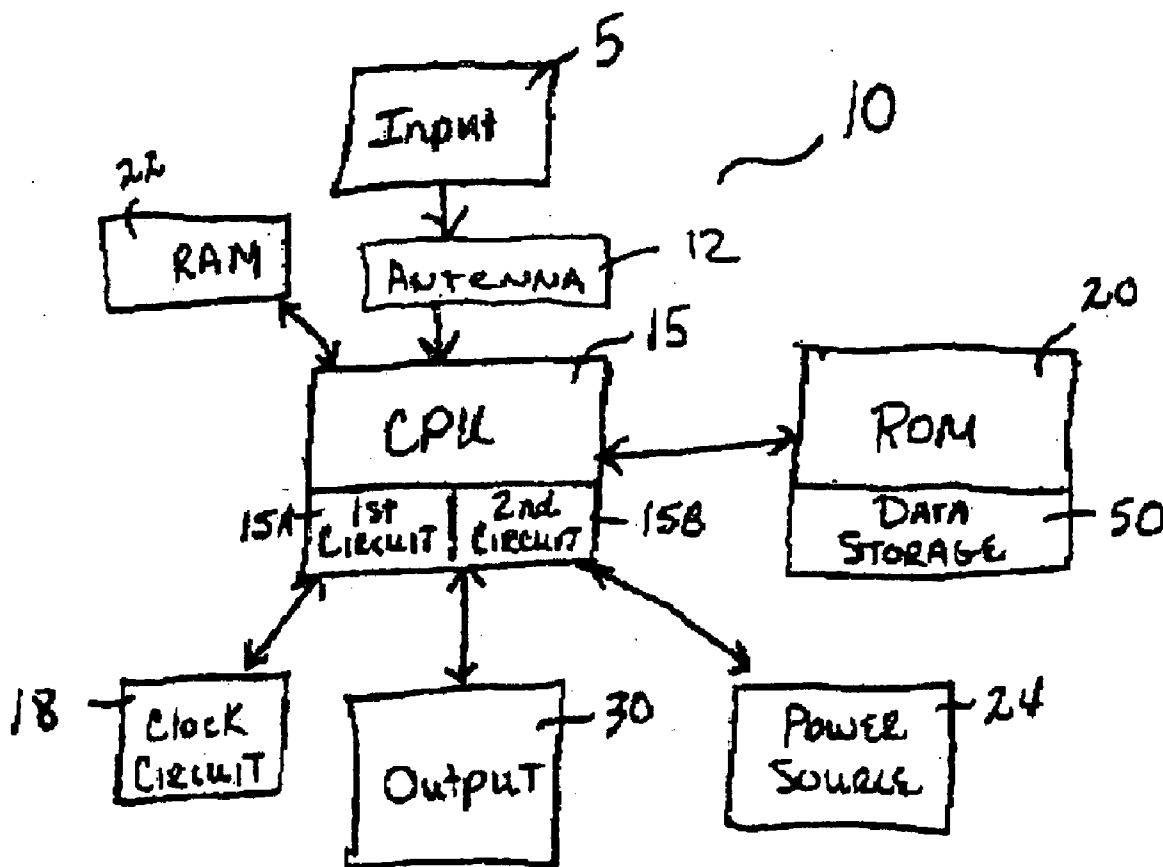 5
Input
10
22
RAM
ANTENNA
12
15
20
CPU
ROM
15A
1st
CIRCUIT
2nd
CIRCUIT
15B
DATA
STORAGE
50
18
Clock
CIRCUIT
30
OutpuT
POWER
SOURCE
24